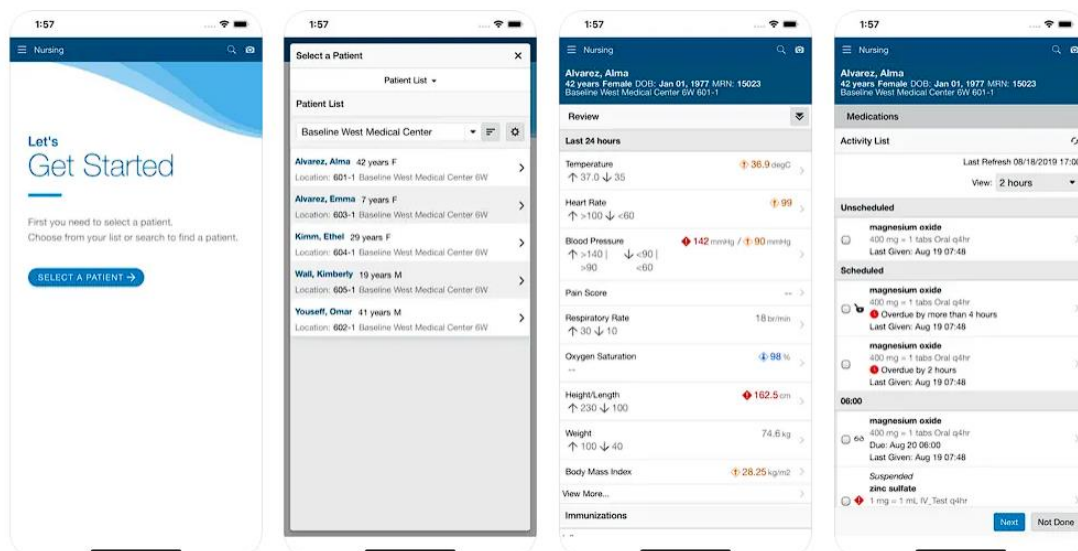 1:57
Nursing
Let's
Get Started
First you need to select a patient.
Choose from your list or search to find a patient.
SELECT A PATIENT →
1:57
Select a Patient ×
Patient List
Patient List
Baseline West Medical Center
Alvarez, Alma 42 years F
Location: 601-1 Baseline West Medical Center 6W
Alvarez, Emma 7 years F
Location: 603-1 Baseline West Medical Center 6W
Kimm, Ethel 29 years F
Location: 604-1 Baseline West Medical Center 6W
Wall, Kimberly 19 years M
Location: 605-1 Baseline West Medical Center 6W
Youseff, Omar 41 years M
Location: 602-1 Baseline West Medical Center 6W
1:57
Nursing
Alvarez, Alma
42 years Female DOB: Jan 01, 1977 MRN: 15023
Baseline West Medical Center 6W 601-1
Review
Last 24 hours
Temperature 36.9 degC
↑ 37.0 ↓ 35
Heart Rate 99
↑ >100 ↓ <60
Blood Pressure 142 mmHg / 90 mmHg
↑ >140 | ↓ <90 |
>90 <60
Pain Score --
Respiratory Rate 18 br/min
↑ 30 ↓ 10
Oxygen Saturation 98 %
--
Height/Length 162.5 cm
↑ 230 ↓ 100
Weight 74.6 kg
↑ 100 ↓ 40
Body Mass Index 28.25 kg/m2
View More...
Immunizations
1:57
Nursing
Alvarez, Alma
42 years Female DOB: Jan 01, 1977 MRN: 15023
Baseline West Medical Center 6W 601-1
Medications
Activity List
Last Refresh 08/18/2019 17:00
View: 2 hours
Unscheduled
magnesium oxide
400 mg = 1 tabs Oral q4hr
Last Given: Aug 19 07:48
Scheduled
magnesium oxide
400 mg = 1 tabs Oral q4hr
Overdue by more than 4 hours
Last Given: Aug 19 07:48
magnesium oxide
400 mg = 1 tabs Oral q4hr
Overdue by 2 hours
Last Given: Aug 19 07:48
06:00
magnesium oxide
400 mg = 1 tabs Oral q4hr
Due: Aug 20 06:00
Last Given: Aug 19 07:48
Suspended
zinc sulfate
1 mg = 1 mL IV_Test q4hr
Next Not Done